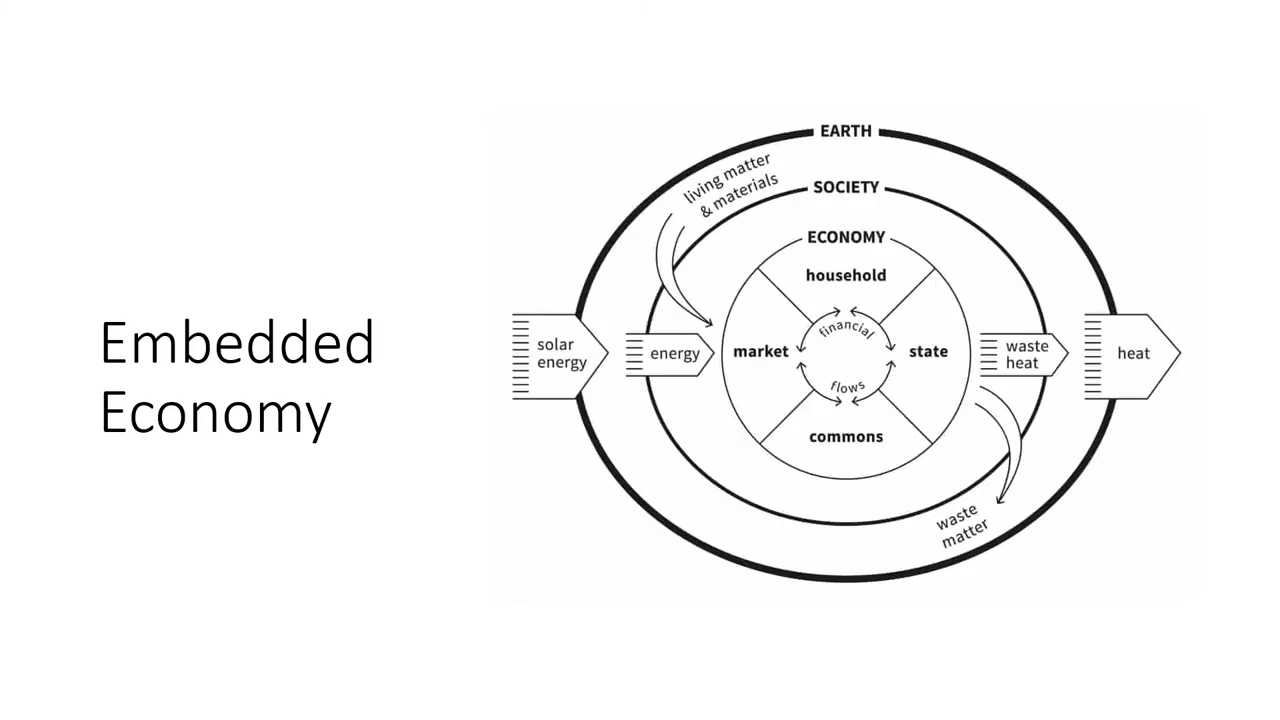 Embedded
Economy
EARTH
living matter
& materials
SOCIETY
ECONOMY
household
financial
solar
energy
energy
market
state
waste
heat
heat
flows
commons
waste
matter